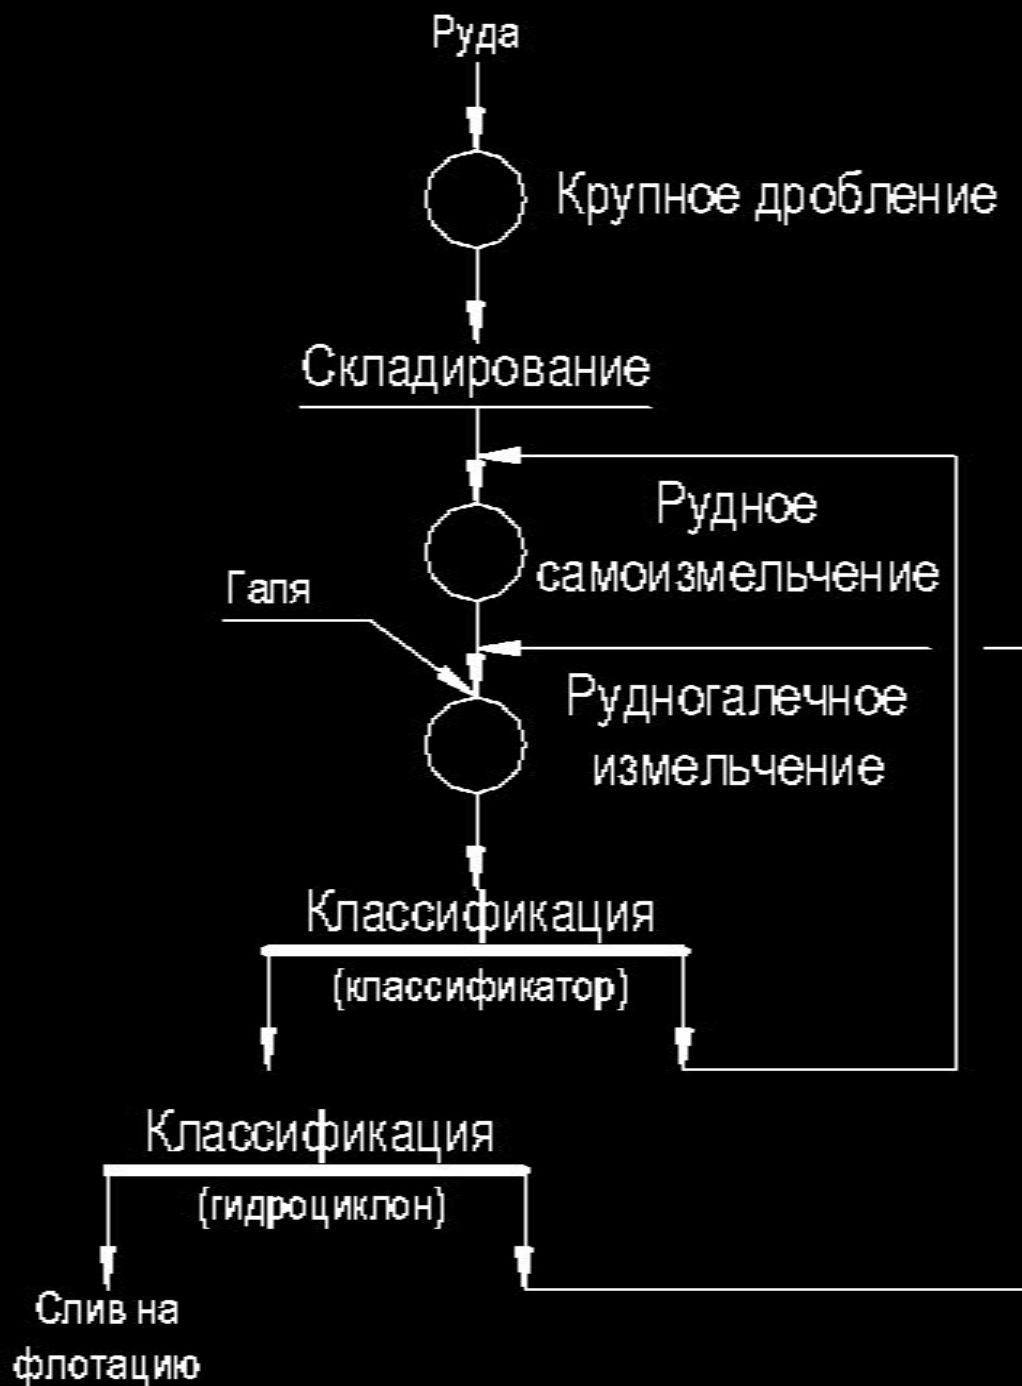 Руда
Крупное дробление
Складирование
Рудное
самоизмельчение
Галя
Рудногалечное
измельчение
Классификация
(классификатор)
Классификация
(гидроциклон)
Слив на
флотацию